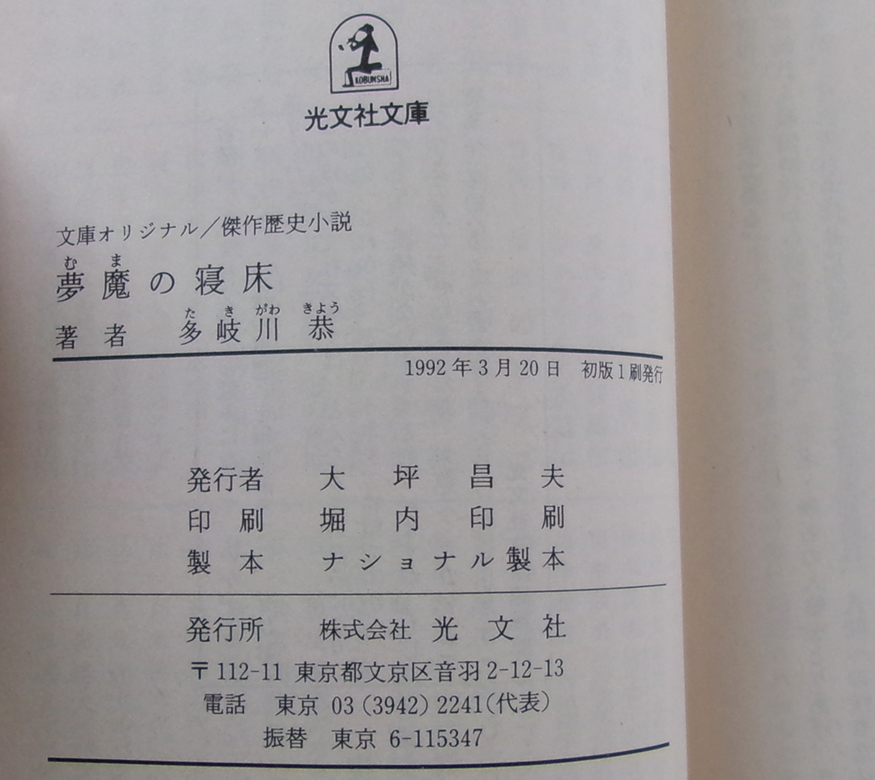 KOBUNSHA
光文社文庫
文庫オリジナル／傑作歴史小説
むま
夢魔の寝床
たきがわ きよう
著者 多岐川 恭
1992年3月20日 初版1刷発行
発行者 大坪昌夫
印刷 堀内印刷
製本 ナショナル製本
発行所 株式会社 光文社
〒112-11 東京都文京区音羽2-12-13
電話 東京 03(3942)2241(代表)
振替 東京 6-115347